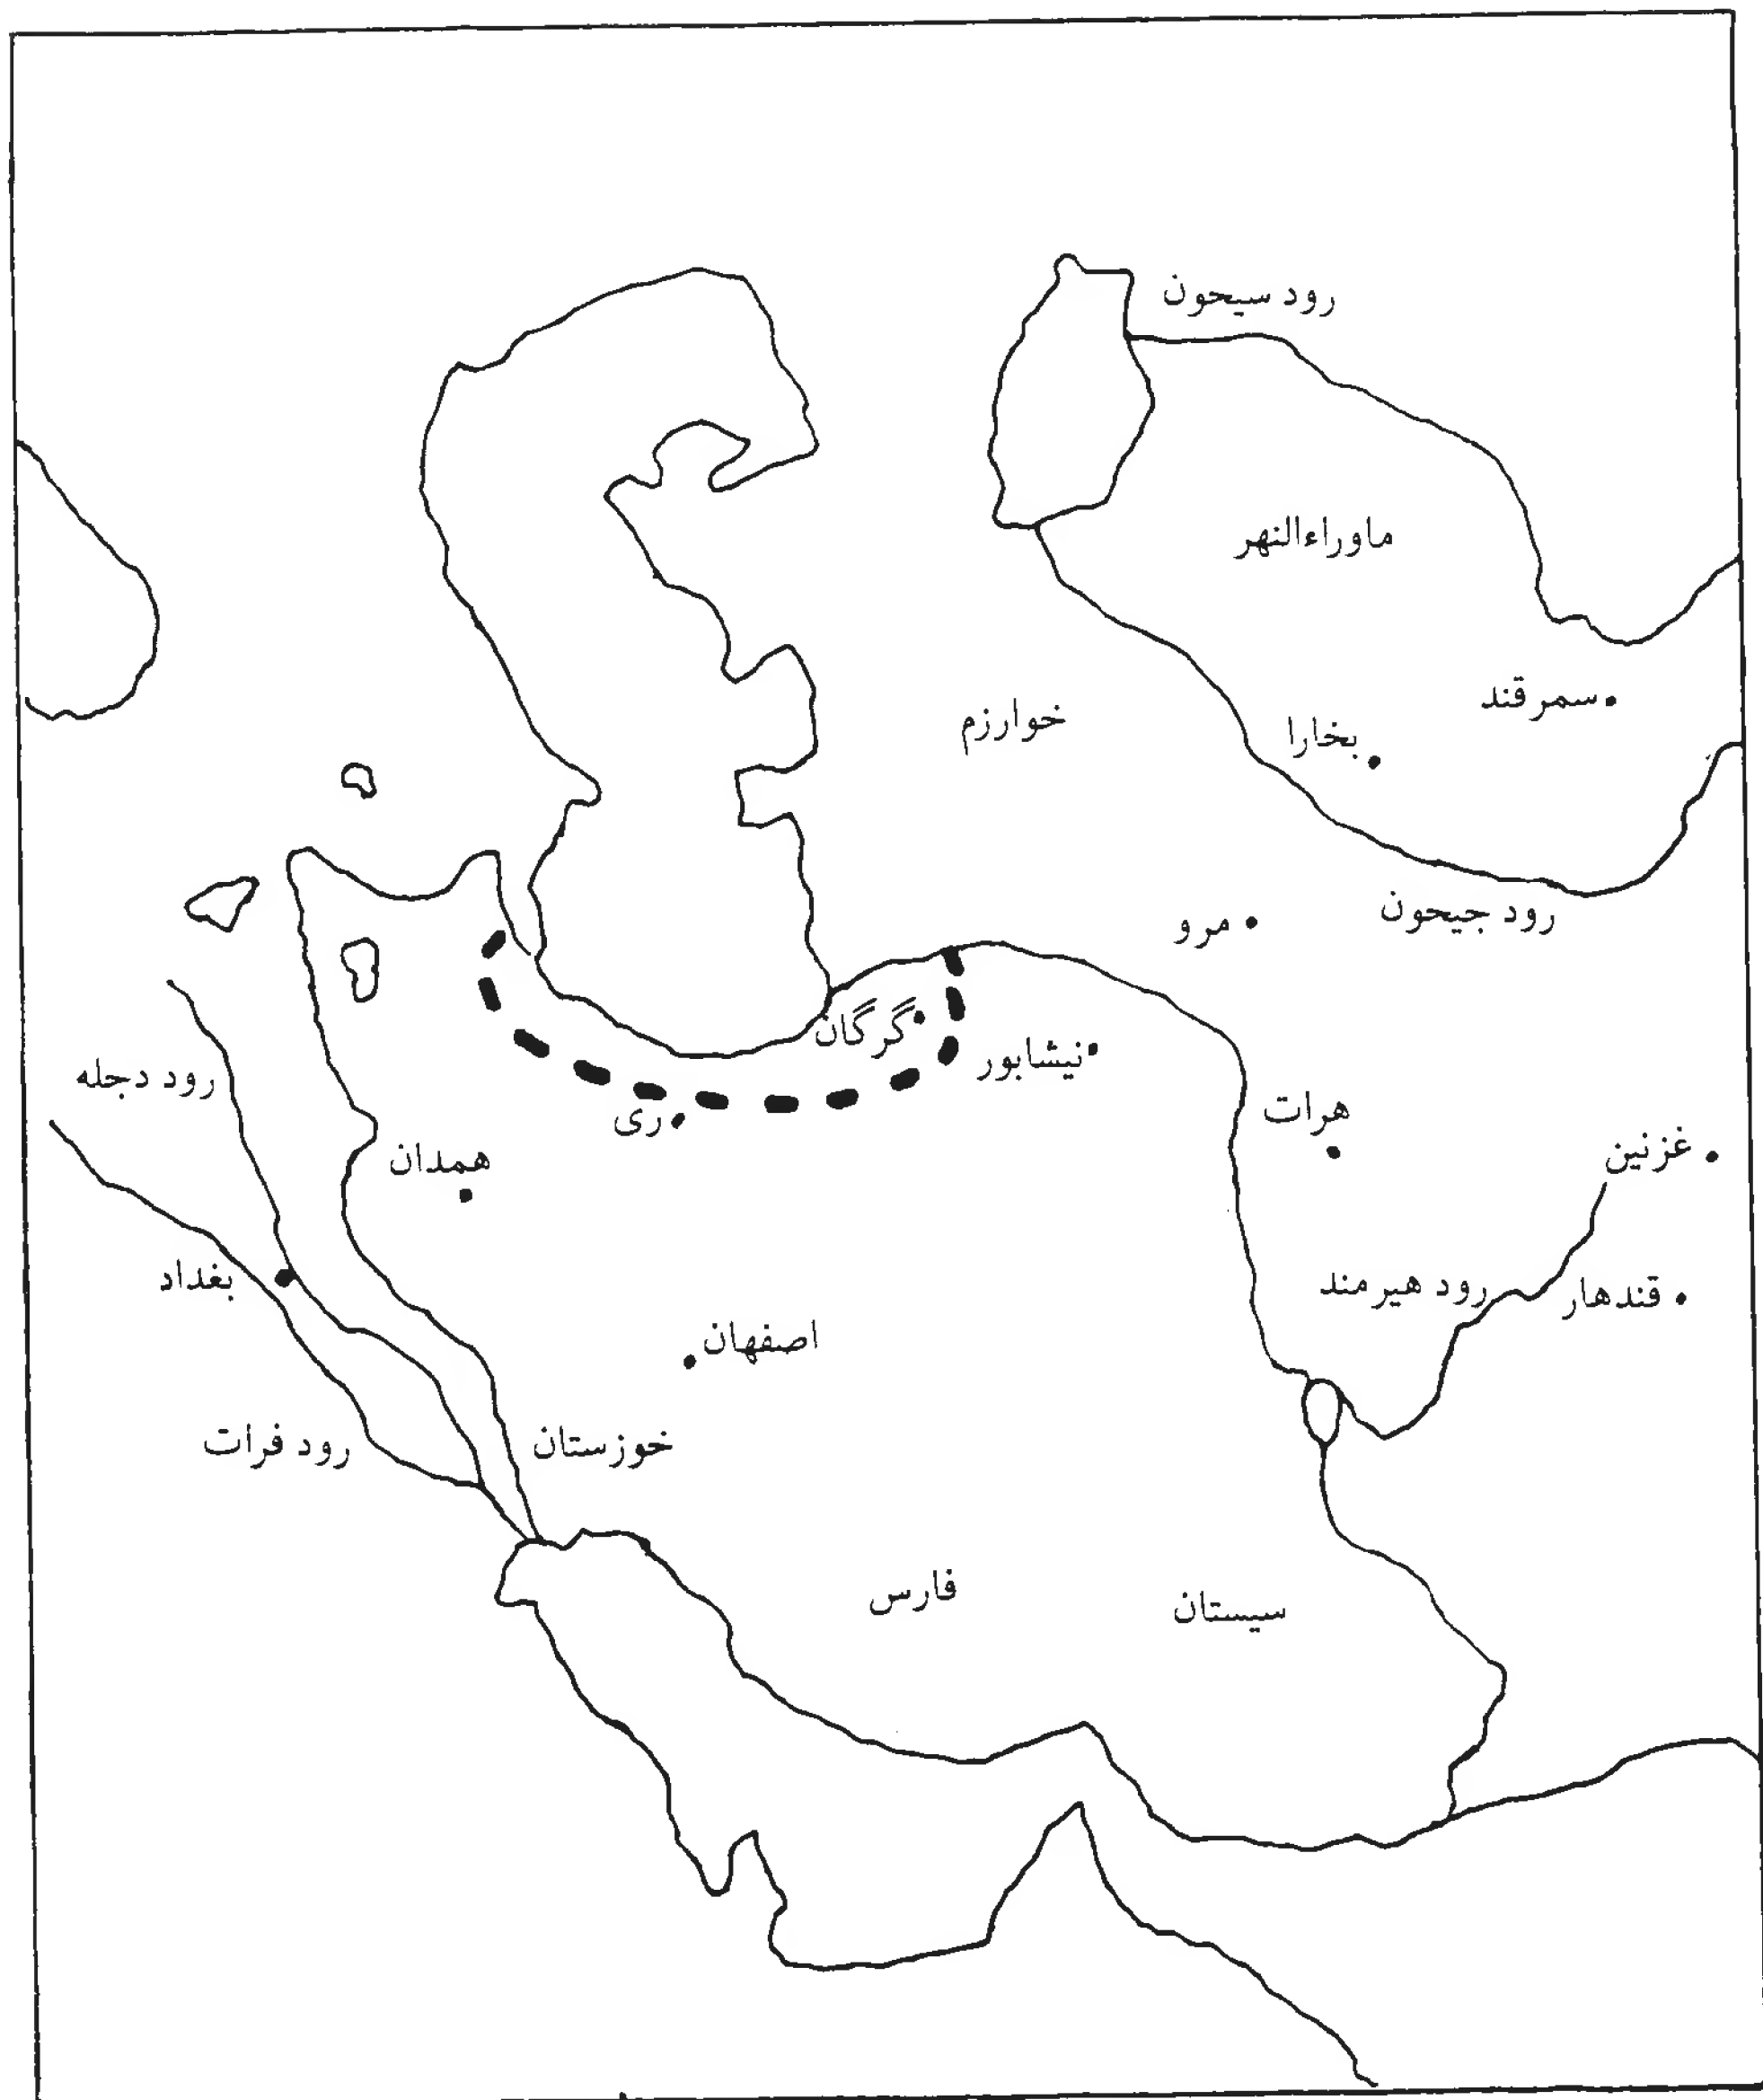 رود سیحون
ماوراءالنهر
سمرقند
خوارزم
بخارا
رود جیحون
مرو
گرگان
نیشابور
رود دجله
هرات
ری
غزنین
همدان
بغداد
رود هیرمند
قندهار
اصفهان
خوزستان
رود فرات
فارس
سیستان